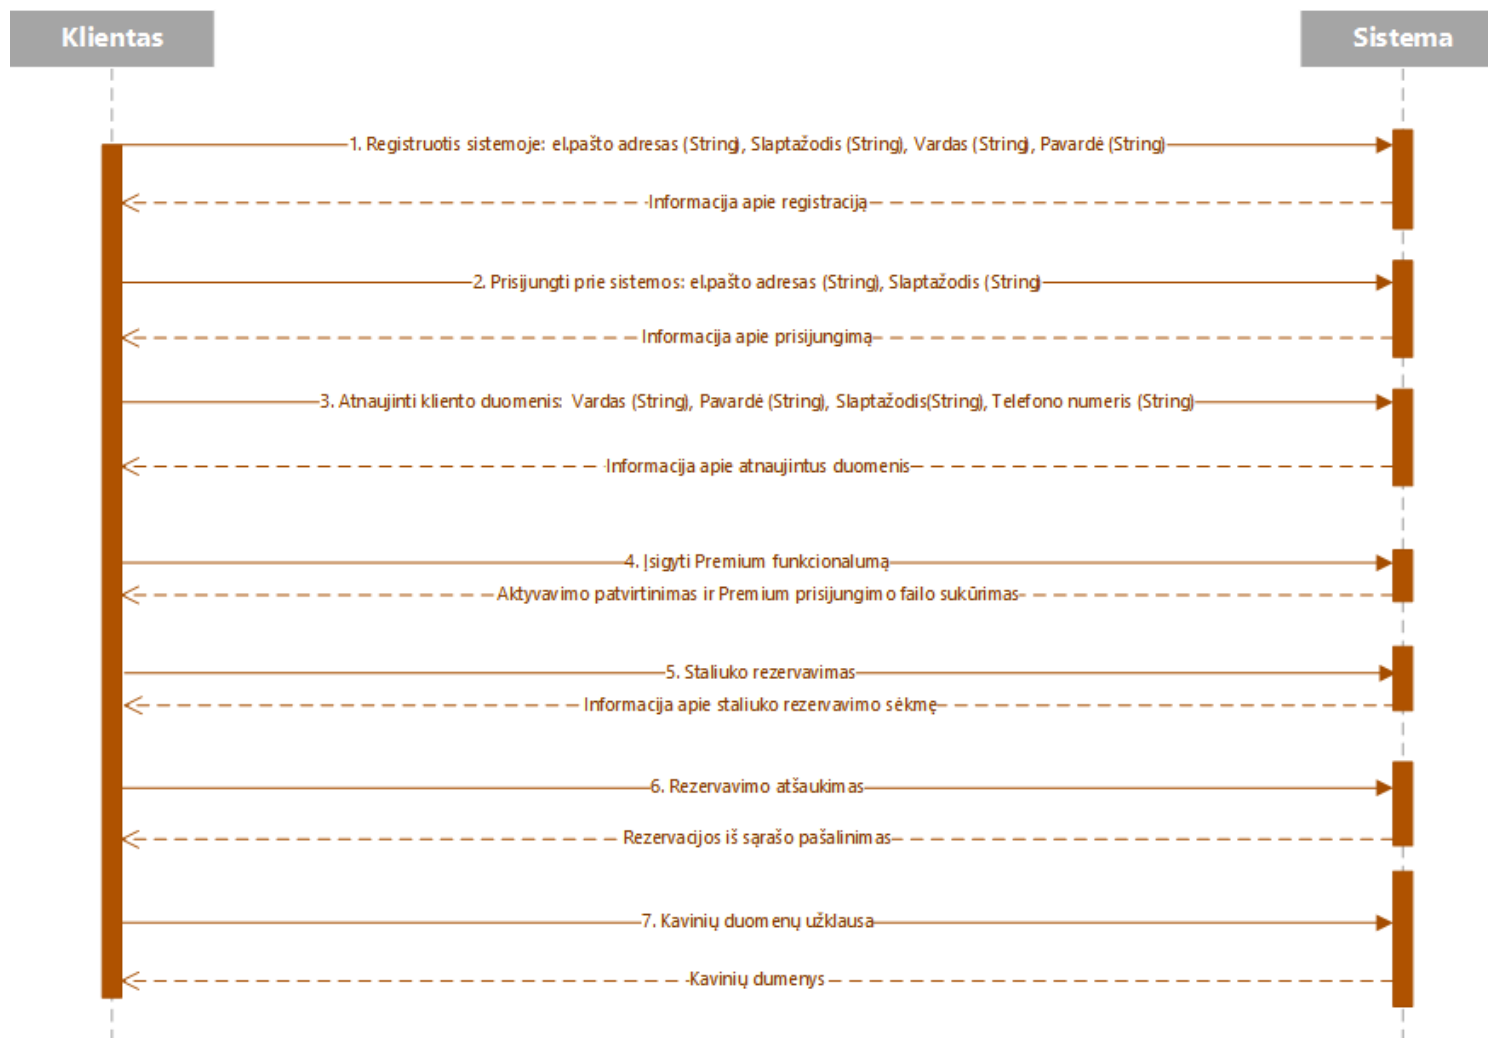 Klientas
Sistema
1. Registruotis sistemoje: el.pašto adresas (String), Slaptažodis (String), Vardas (String), Pavardė (String)
Informacija apie registraciją
2. Prisijungti prie sistemos: el.pašto adresas (String), Slaptažodis (String)
Informacija apie prisijungimą
3. Atnaujinti kliento duomenis: Vardas (String), Pavardė (String), Slaptažodis(String), Telefono numeris (String)
Informacija apie atnaujintus duomenis
4. Įsigyti Premium funkcionalumą
Aktyvavimo patvirtinimas ir Premium prisijungimo failo sukūrimas
5. Staliuko rezervavimas
Informacija apie staliuko rezervavimo sėkmę
6. Rezervavimo atšaukimas
Rezervacijos iš sąrašo pašalinimas
7. Kavinių duomenų užklausa
Kavinių dumenys